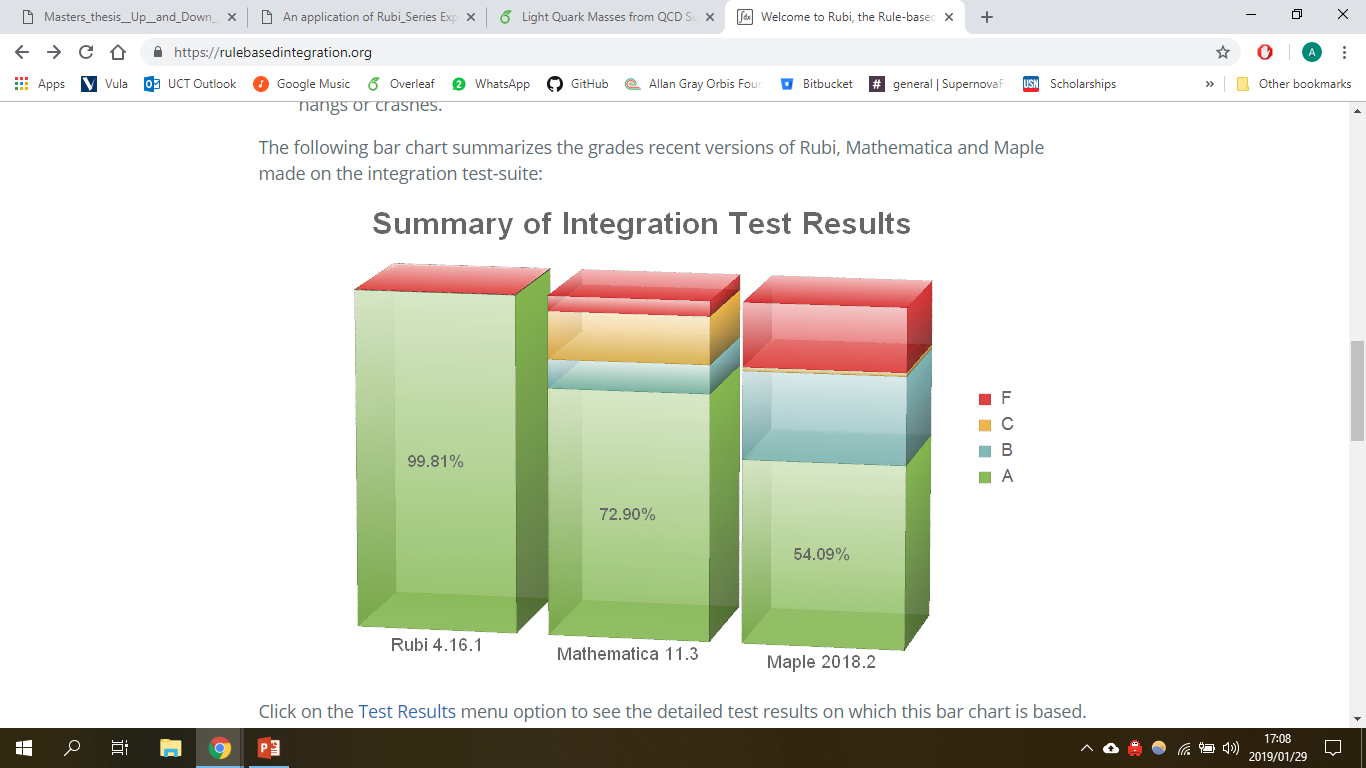 Masters_thesis__Up__and_Down_
An application of Rubi_Series Exp
Light Quark Masses from QCD Su
Welcome to Rubi, the Rule-based
https://rulebasedintegration.org
A
Apps
Vula
UCT Outlook
Google Music
Overleaf
2
WhatsApp
GitHub
Allan Gray Orbis Four
Bitbucket
general | SupernovaF
USN
Scholarships
»
Other bookmarks
hangs or crashes.
The following bar chart summarizes the grades recent versions of Rubi, Mathematica and Maple
made on the integration test-suite:
Summary of Integration Test Results
99.81%
72.90%
54.09%
F
C
B
A
Rubi 4.16.1
Mathematica 11.3
Maple 2018.2
Click on the Test Results menu option to see the detailed test results on which this bar chart is based.
17:08
2019/01/29